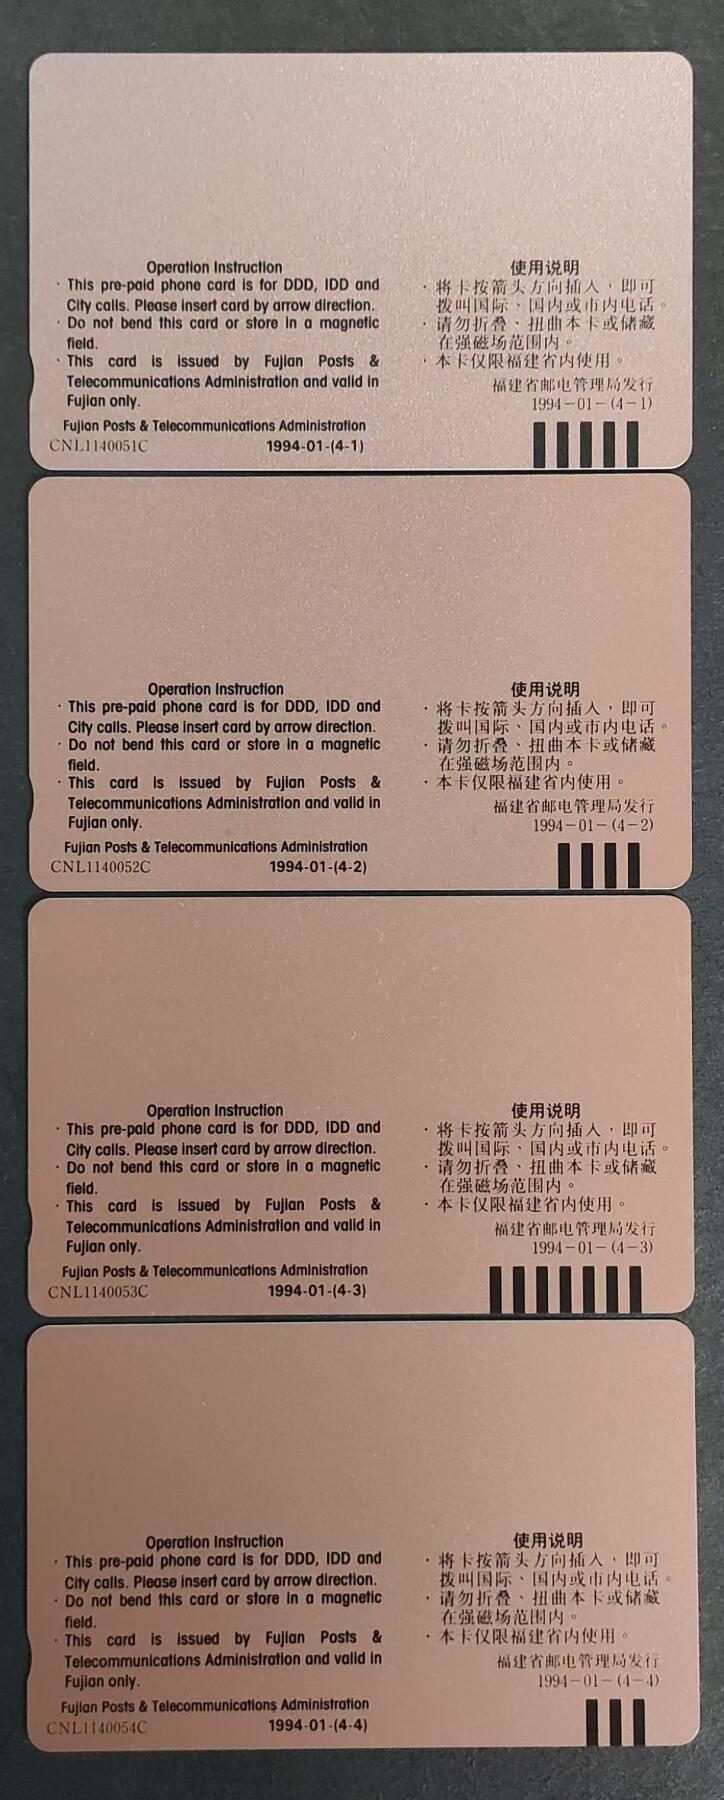 Operation Instruction
· This pre-paid phone card is for DDD, IDD and
City calls. Please insert card by arrow direction.
· Do not bend this card or store in a magnetic
field.
· This card is issued by Fujian Posts &
Telecommunications Administration and valid in
Fujian only.
Fujian Posts & Telecommunications Administration
CNL1140051C 1994-01-(4-1)
使用说明
· 将卡按箭头方向插入，即可
拨叫国际、国内或市内电话。
· 请勿折叠、扭曲本卡或储藏
在强磁场范围内。
· 本卡仅限福建省内使用。
福建省邮电管理局发行
1994－01－(4－1)
Operation Instruction
· This pre-paid phone card is for DDD, IDD and
City calls. Please insert card by arrow direction.
· Do not bend this card or store in a magnetic
field.
· This card is issued by Fujian Posts &
Telecommunications Administration and valid in
Fujian only.
Fujian Posts & Telecommunications Administration
CNL1140052C 1994-01-(4-2)
使用说明
· 将卡按箭头方向插入，即可
拨叫国际、国内或市内电话。
· 请勿折叠、扭曲本卡或储藏
在强磁场范围内。
· 本卡仅限福建省内使用。
福建省邮电管理局发行
1994－01－(4－2)
Operation Instruction
· This pre-paid phone card is for DDD, IDD and
City calls. Please insert card by arrow direction.
· Do not bend this card or store in a magnetic
field.
· This card is issued by Fujian Posts &
Telecommunications Administration and valid in
Fujian only.
Fujian Posts & Telecommunications Administration
CNL1140053C 1994-01-(4-3)
使用说明
· 将卡按箭头方向插入，即可
拨叫国际、国内或市内电话。
· 请勿折叠、扭曲本卡或储藏
在强磁场范围内。
· 本卡仅限福建省内使用。
福建省邮电管理局发行
1994－01－(4－3)
Operation Instruction
· This pre-paid phone card is for DDD, IDD and
City calls. Please insert card by arrow direction.
· Do not bend this card or store in a magnetic
field.
· This card is issued by Fujian Posts &
Telecommunications Administration and valid in
Fujian only.
Fujian Posts & Telecommunications Administration
CNL1140054C 1994-01-(4-4)
使用说明
· 将卡按箭头方向插入，即可
拨叫国际、国内或市内电话。
· 请勿折叠、扭曲本卡或储藏
在强磁场范围内。
· 本卡仅限福建省内使用。
福建省邮电管理局发行
1994－01－(4－4)